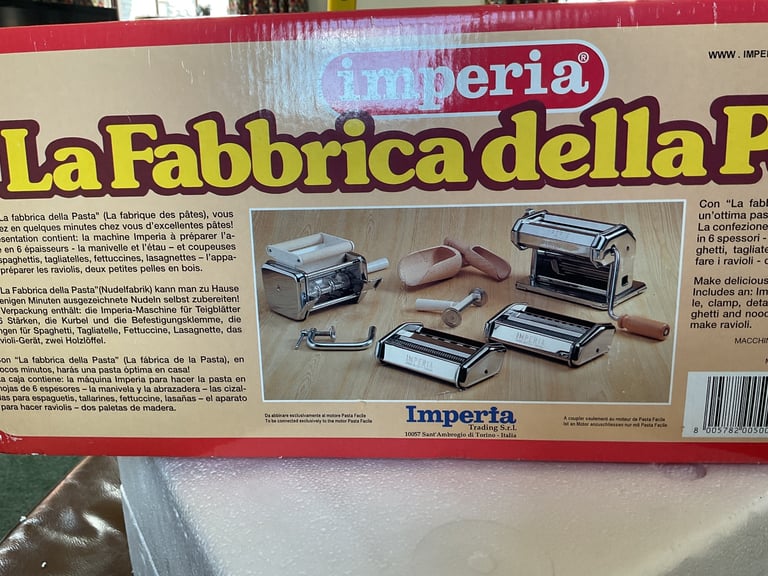 imperia®
WWW . IMPE
La Fabbrica della P
La fabbrica della Pasta" (La fabrique des pâtes), vous
ez en quelques minutes chez vous d'excellentes pâtes!
ésentation contient: la machine Imperia à préparer l'a-
e en 6 épaisseurs - la manivelle et l'étau – et coupeuses
spaghettis, tagliatelles, fettuccines, lasagnettes – l'appa-
préparer les raviolis, deux petites pelles en bois.
La Fabbrica della Pasta"(Nudelfabrik) kann man zu Hause
enigen Minuten ausgezeichnete Nudeln selbst zubereiten!
Verpackung enthält: die Imperia-Maschine für Teigblätter
6 Stärken, die Kurbel und die Befestigungsklemme, die
ngen für Spaghetti, Tagliatelle, Fettuccine, Lasagnette, das
violi-Gerät, zwei Holzlöffel.
on "La fabbrica della Pasta" (La fábrica de la Pasta), en
ocos minutos, harás una pasta óptima en casa!
a caja contiene: la máquina Imperia para hacer la pasta en
hojas de 6 espesores – la manivela y la abrazadera – las cizal-
las para espaguetis, tallarines, fettuccine, lasañas – el aparato
para hacer raviolis – dos paletas de madera.
IMPERIA
IMPERIA
Da abbinare esclusivamente al motore Pasta Facile
To be connected exclusively to the motor Pasta Facile
Imperia
Trading S.r.l.
10057 Sant'Ambrogio di Torino - Italia
A coupler seulement au moteur de Pasta Facile
Ist an Motor anzuschliessen nur mit Pasta Facile
Con "La fabb
un'ottima pas
La confezione
in 6 spessori -
ghetti, tagliate
fare i ravioli - d
Make delicious
Includes an: Im
le, clamp, deta
ghetti and nood
make ravioli.
MACCHIN
8 005782 00500